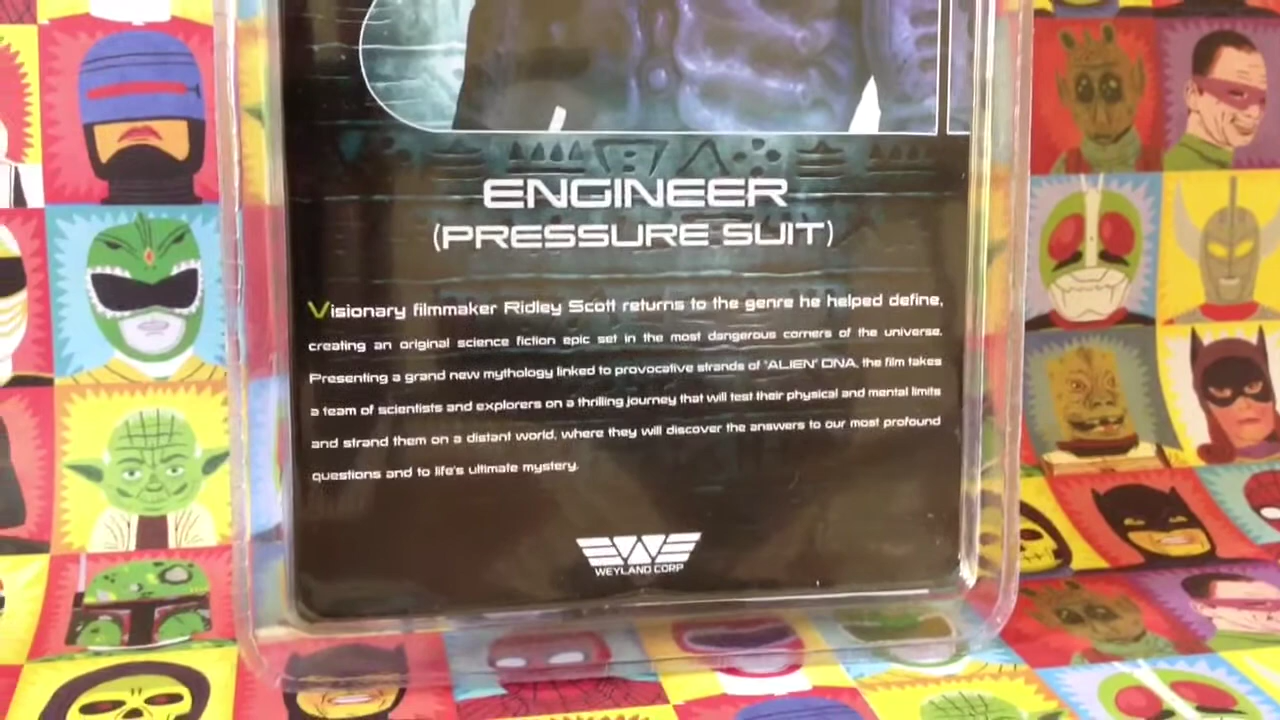 ENGINEER
(PRESSURE SUIT)
Visionary filmmaker Ridley Scott returns to the genre he helped define,
creating an original science fiction epic set in the most dangerous corners of the universe.
Presenting a grand new mythology linked to provocative strands of 'ALIEN' DNA, the film takes
a team of scientists and explorers on a thrilling journey that will test their physical and mental limits
and strand them on a distant world, where they will discover the answers to our most profound
questions and to life's ultimate mystery.
WEYLAND CORP